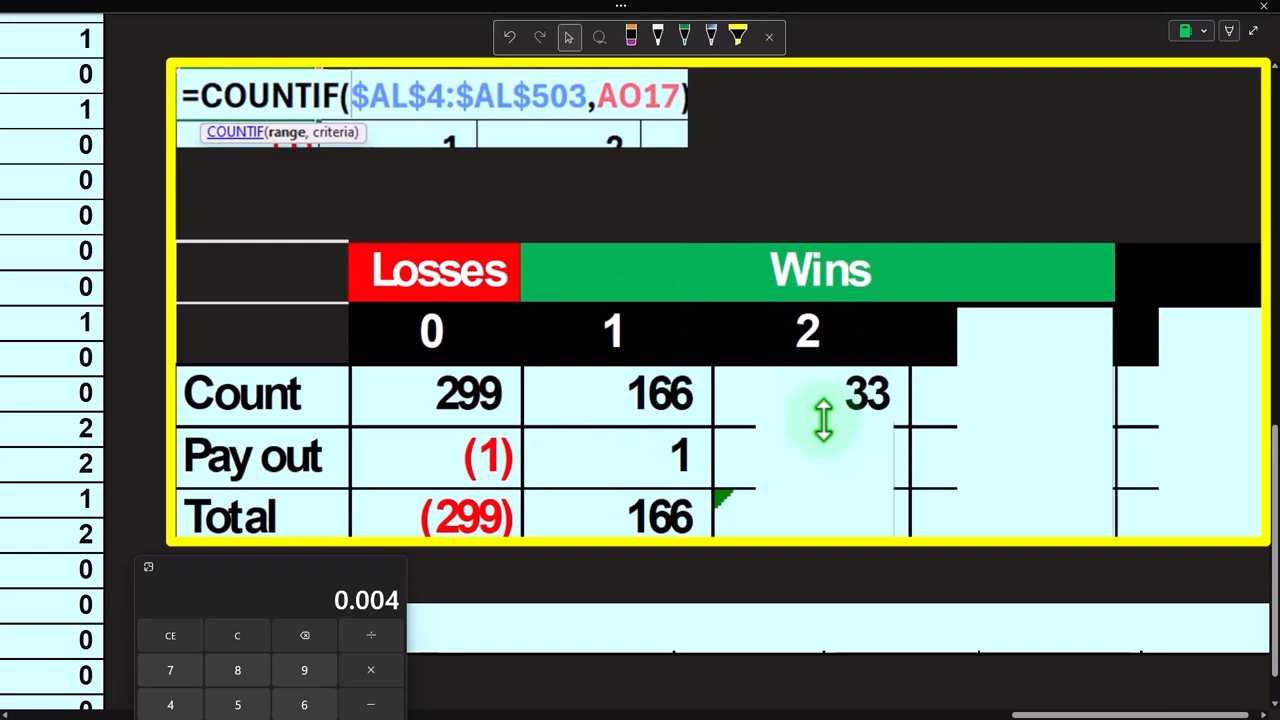 1
0
1
0
0
0
0
0
1
0
0
2
2
1
2
0
0
0
0
=COUNTIF($AL$4:$AL$503,AO17)
COUNTIF(range, criteria)
Losses Wins
0 1 2
Count 299 166 33
Pay out (1) 1
Total (299) 166
0.004
CE C ⌫ ÷
7 8 9 ×
4 5 6 −